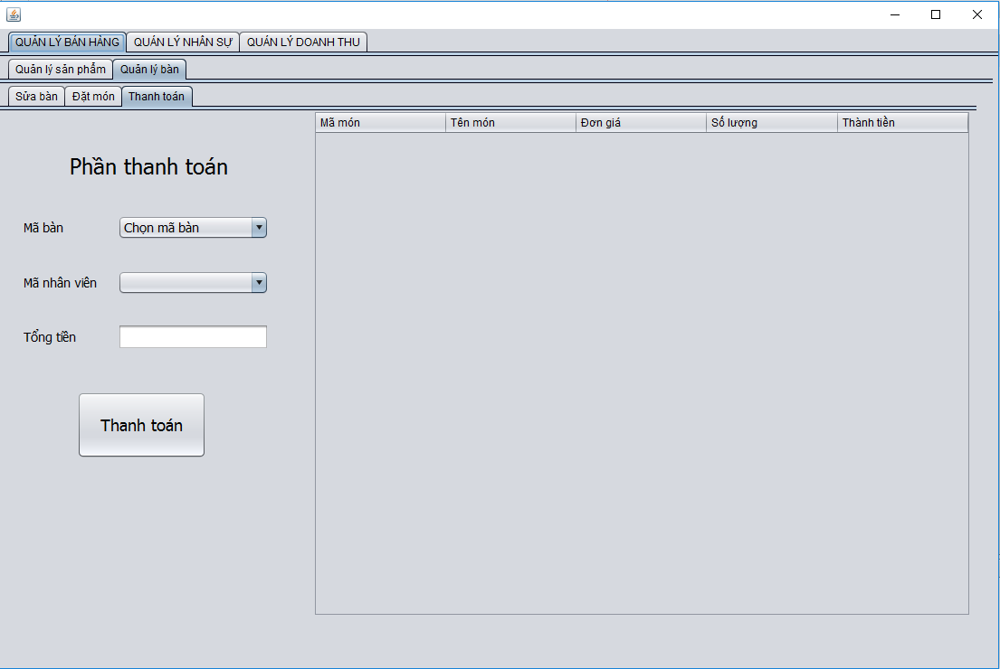 QUẢN LÝ BÁN HÀNG QUẢN LÝ NHÂN SỰ QUẢN LÝ DOANH THU
Quản lý sản phẩm Quản lý bàn
Sửa bàn Đặt món Thanh toán
Mã món Tên món Đơn giá Số lượng Thành tiền
Phần thanh toán
Mã bàn Chọn mã bàn
Mã nhân viên
Tổng tiền
Thanh toán